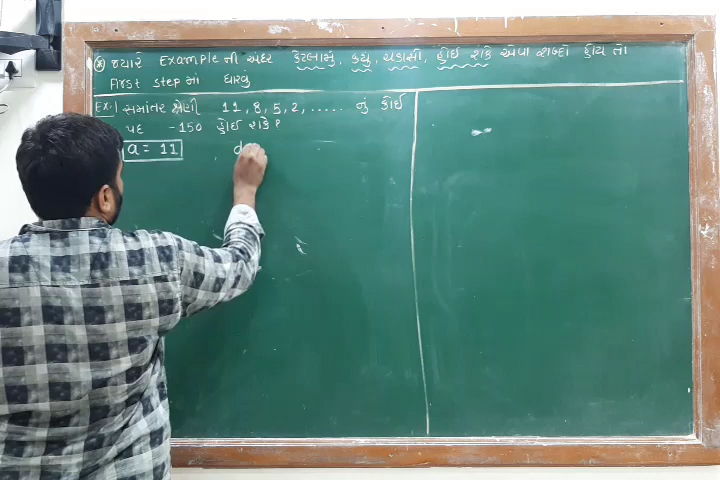 * જયારે Example ની અંદર કેટલામું, કયું, ચકાસો, હોઈ શકે એવા શબ્દો હોય તો
First step માં ધારવું
Ex.1 સમાંતર શ્રેણી 11, 8, 5, 2, ..... નું કોઈ
પદ -150 હોઈ શકે?
a = 11 d